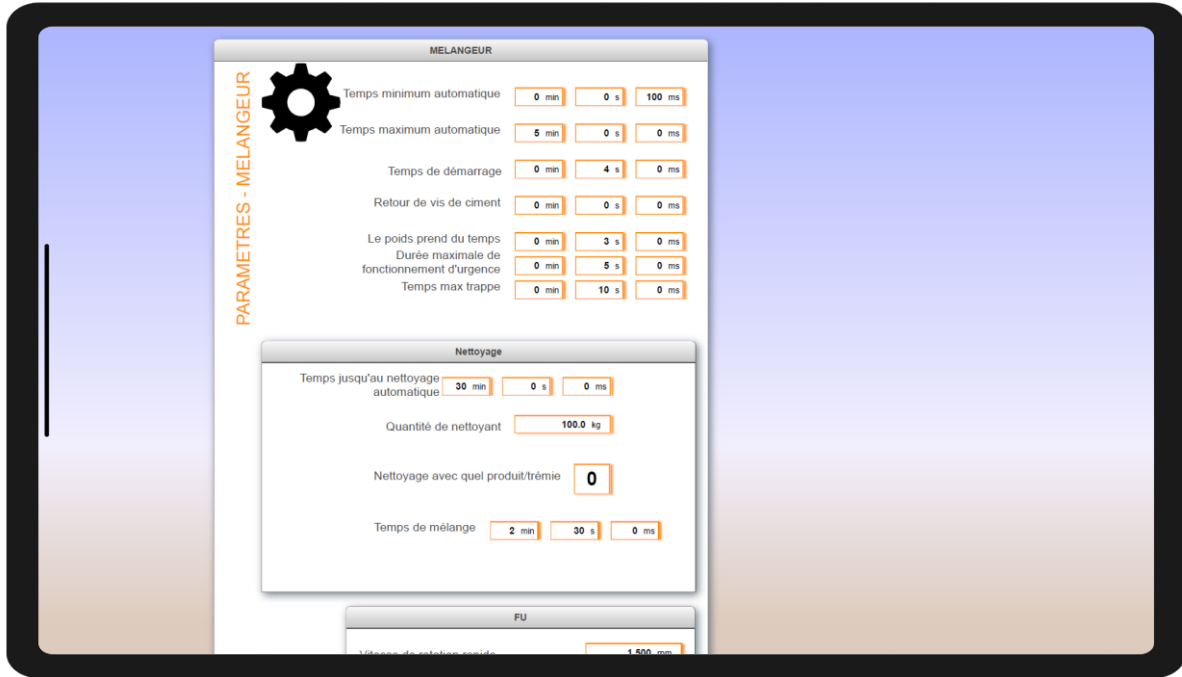 MELANGEUR
PARAMETRES - MELANGEUR
Temps minimum automatique 0 min 0 s 100 ms
Temps maximum automatique 5 min 0 s 0 ms
Temps de démarrage 0 min 4 s 0 ms
Retour de vis de ciment 0 min 0 s 0 ms
Le poids prend du temps 0 min 3 s 0 ms
Durée maximale de
fonctionnement d'urgence 0 min 5 s 0 ms
Temps max trappe 0 min 10 s 0 ms
Nettoyage
Temps jusqu'au nettoyage
automatique 30 min 0 s 0 ms
Quantité de nettoyant 100.0 kg
Nettoyage avec quel produit/trémie 0
Temps de mélange 2 min 30 s 0 ms
FU
Vitesse de rotation rapide 1,500